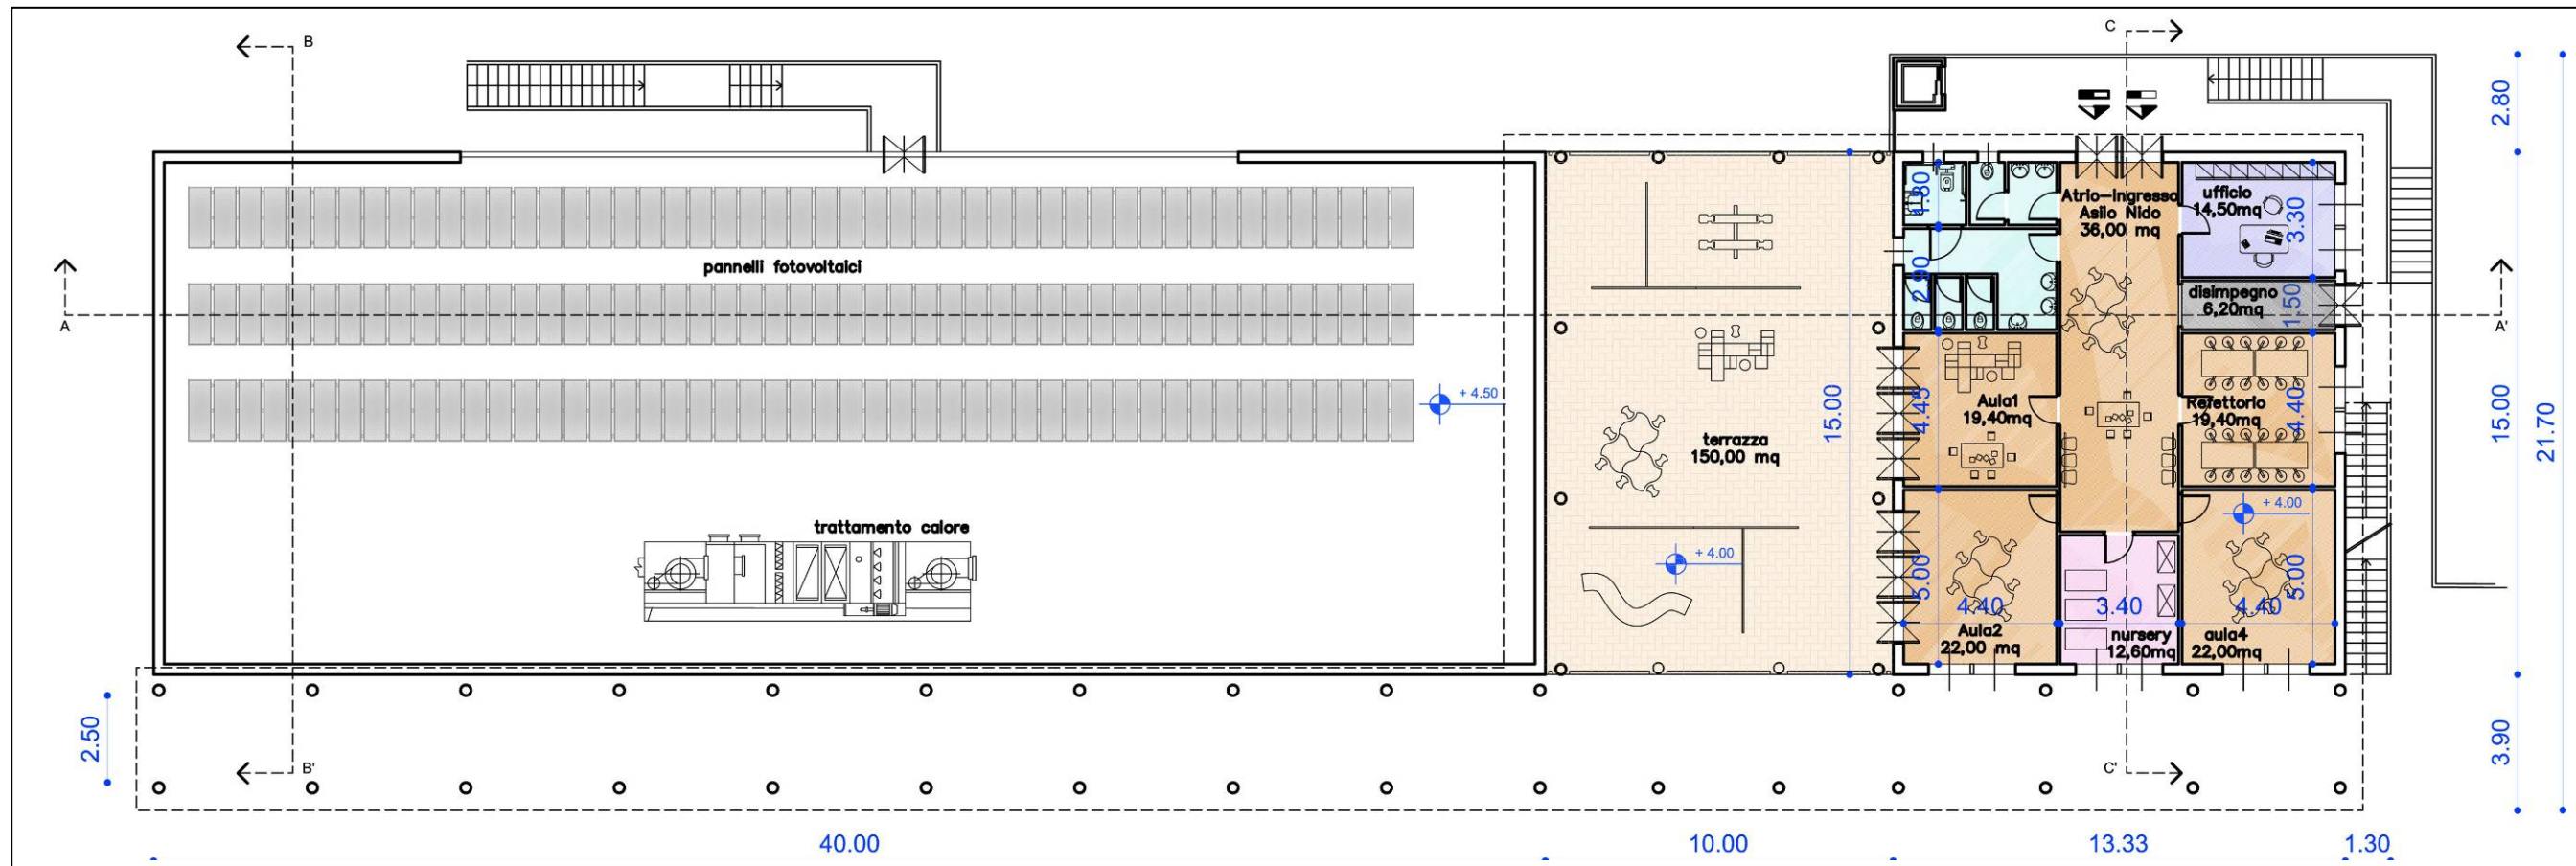 B
C
2.80
1.80
Atrio-Ingresso
Asilo Nido
36,00 mq
ufficio
14,50mq
3.30
pannelli fotovoltaici
2.90
disimpegno
6,20mq
1.50
A
A'
+ 4.50
15.00
4.45
Aula1
19,40mq
Refettorio
19,40mq
4.40
15.00
21.70
terrazza
150,00 mq
trattamento calore
+ 4.00
+ 4.00
5.00
4.40
3.40
4.40
5.00
Aula2
22,00 mq
nursery
12,60mq
aula4
22,00mq
2.50
3.90
B'
C'
40.00
10.00
13.33
1.30